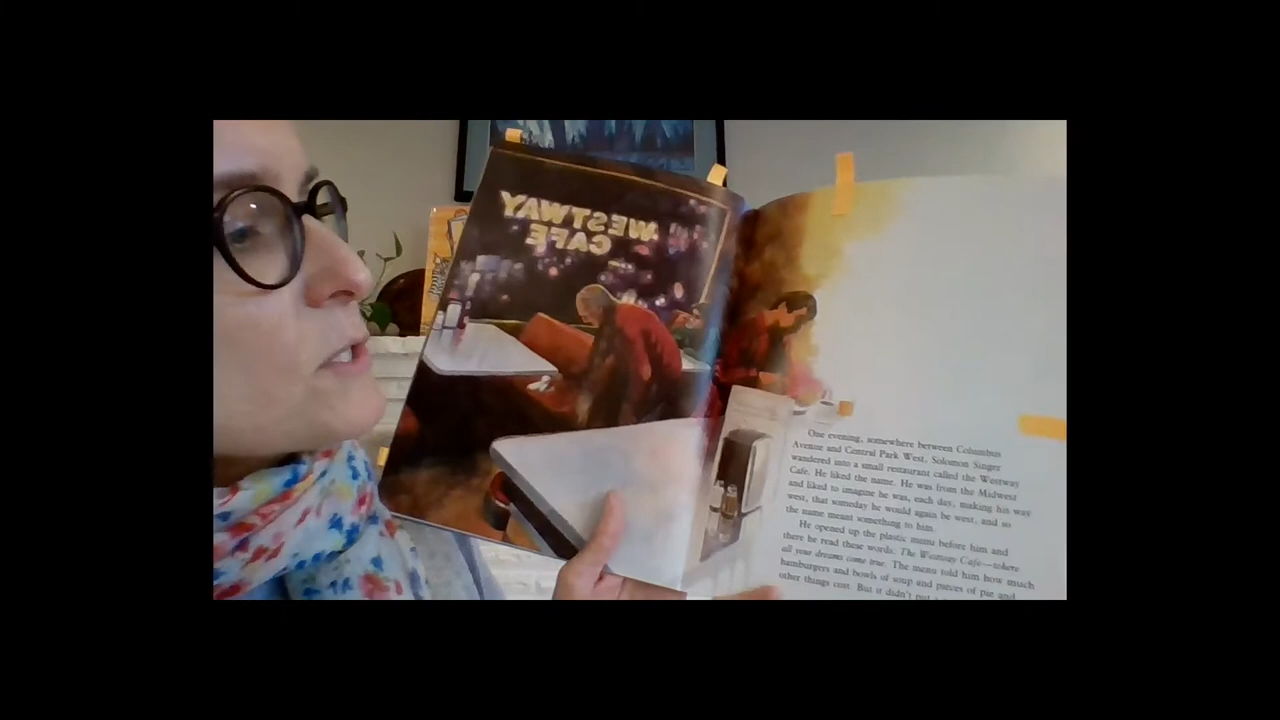 WESTWAY
CAFE
One evening, somewhere between Columbus
Avenue and Central Park West, Solomon Singer
wandered into a small restaurant called the Westway
Cafe. He liked the name. He was from the Midwest
and liked to imagine he was, each day, making his way
west, that someday he would again be west, and so
the name meant something to him.
He opened up the plastic menu before him and
there he read these words: The Westway Cafe—where
all your dreams come true. The menu told him how much
hamburgers and bowls of soup and pieces of pie and
other things cost. But it didn't put a